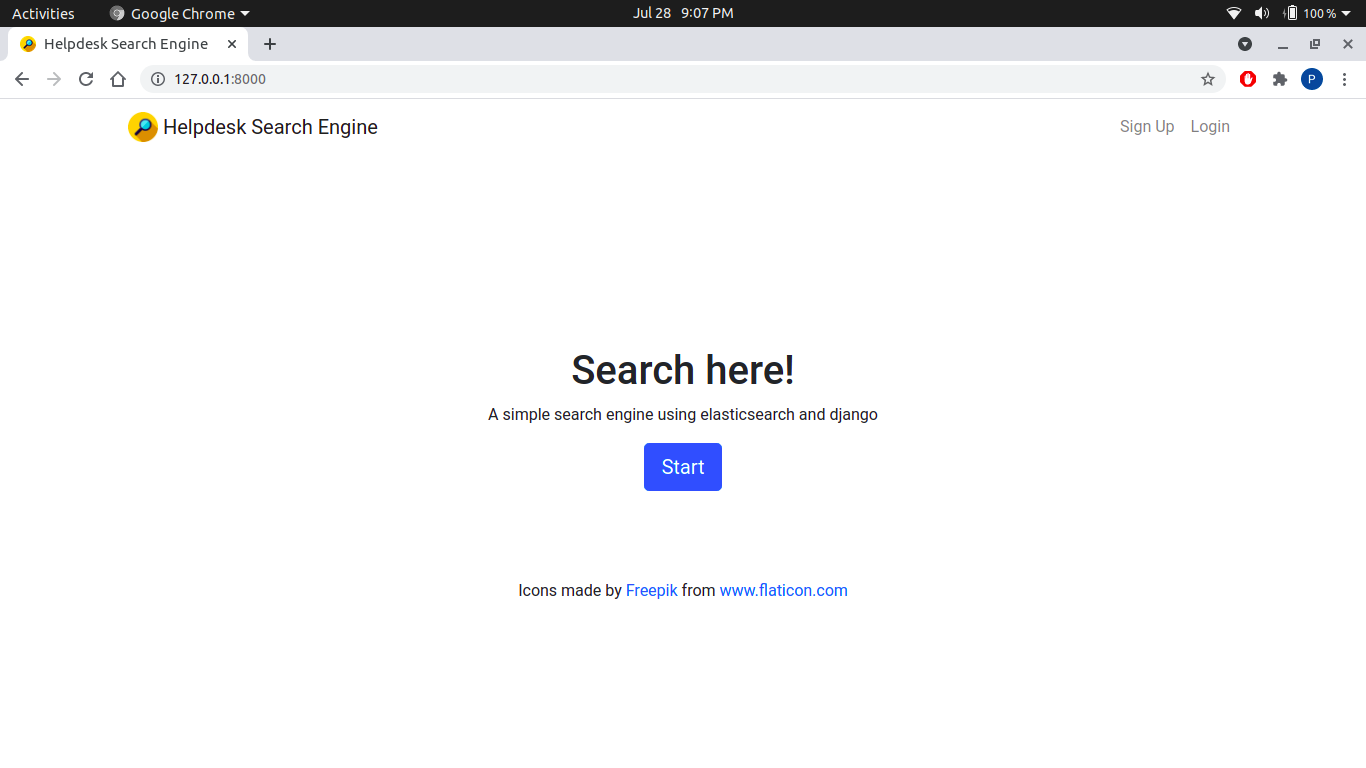 Activities Google Chrome Jul 28 9:07 PM 100 %
Helpdesk Search Engine
127.0.0.1:8000 P
Helpdesk Search Engine Sign Up Login
Search here!
A simple search engine using elasticsearch and django
Start
Icons made by Freepik from www.flaticon.com